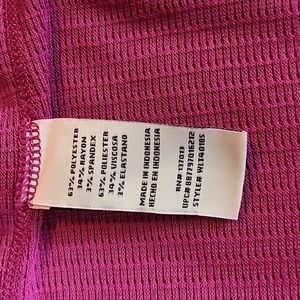 63% POLYESTER
34% RAYON
3% SPANDEX
63% POLIESTER
34% VISCOSA
3% ELASTANO
MADE IN INDONESIA
HECHO EN INDONESIA
RN# 137013
UPC# 887797016212
STYLE# WLT4018S